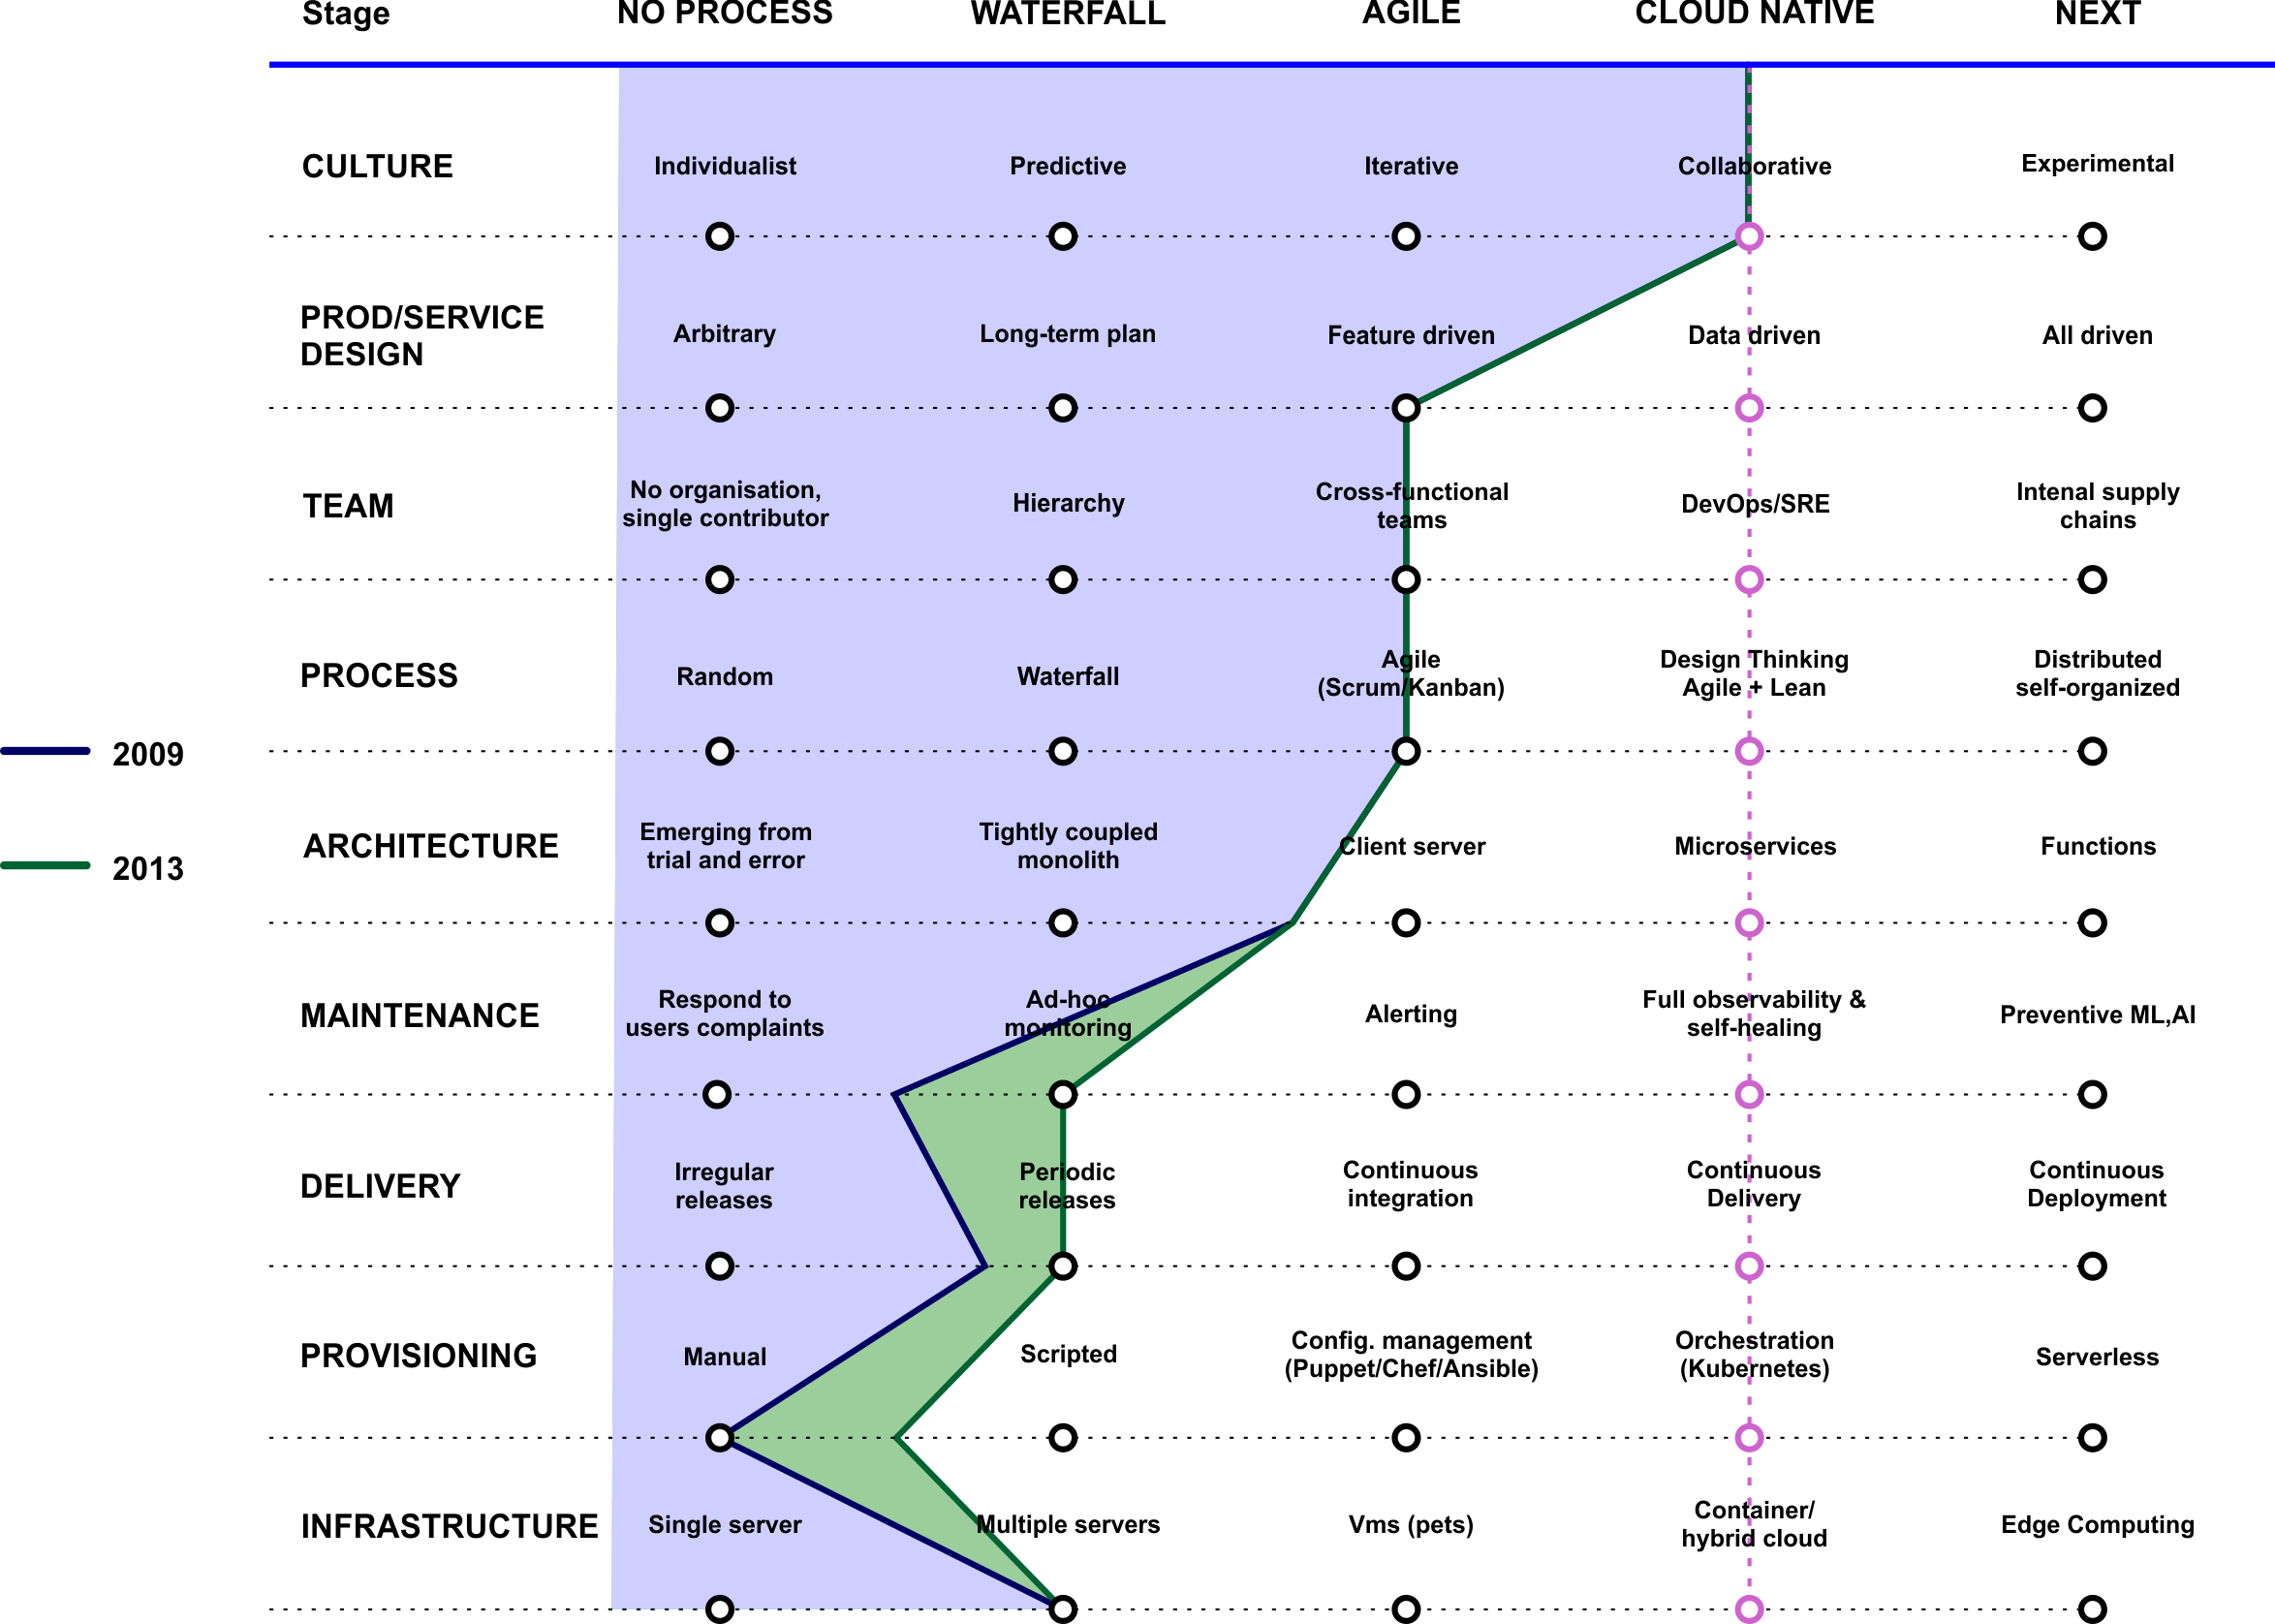 Stage
NO PROCESS
WATERFALL
AGILE
CLOUD NATIVE
NEXT
CULTURE
Individualist
Predictive
Iterative
Collaborative
Experimental
PROD/SERVICE
DESIGN
Arbitrary
Long-term plan
Feature driven
Data driven
All driven
TEAM
No organisation,
single contributor
Hierarchy
Cross-functional
teams
DevOps/SRE
Intenal supply
chains
PROCESS
Random
Waterfall
Agile
(Scrum/Kanban)
Design Thinking
Agile + Lean
Distributed
self-organized
2009
2013
ARCHITECTURE
Emerging from
trial and error
Tightly coupled
monolith
Client server
Microservices
Functions
MAINTENANCE
Respond to
users complaints
Ad-hoc
monitoring
Alerting
Full observability &
self-healing
Preventive ML,AI
DELIVERY
Irregular
releases
Periodic
releases
Continuous
integration
Continuous
Delivery
Continuous
Deployment
PROVISIONING
Manual
Scripted
Config. management
(Puppet/Chef/Ansible)
Orchestration
(Kubernetes)
Serverless
INFRASTRUCTURE
Single server
Multiple servers
Vms (pets)
Container/
hybrid cloud
Edge Computing